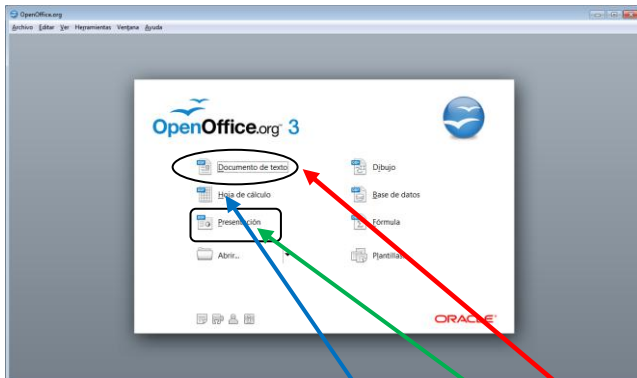 OpenOffice.org
Archivo Editar Ver Herramientas Ventana Ayuda
OpenOffice.org 3
Documento de texto
Dibujo
Hoja de cálculo
Base de datos
Presentación
Fórmula
Abrir...
Plantillas
ORACLE